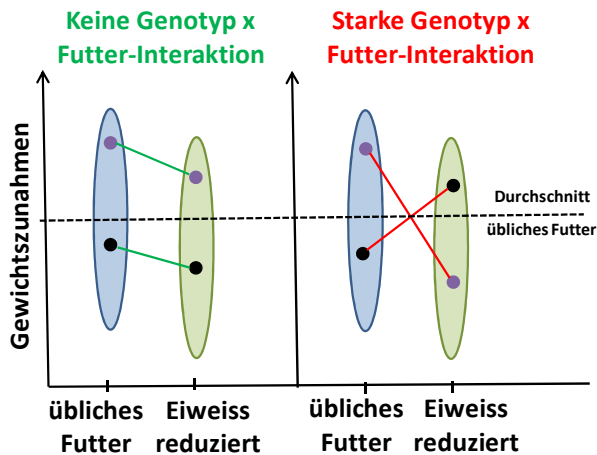 Keine Genotyp x
Futter-Interaktion
Starke Genotyp x
Futter-Interaktion
Gewichtszunahmen
Durchschnitt
übliches Futter
übliches
Futter
Eiweiss
reduziert
übliches
Futter
Eiweiss
reduziert